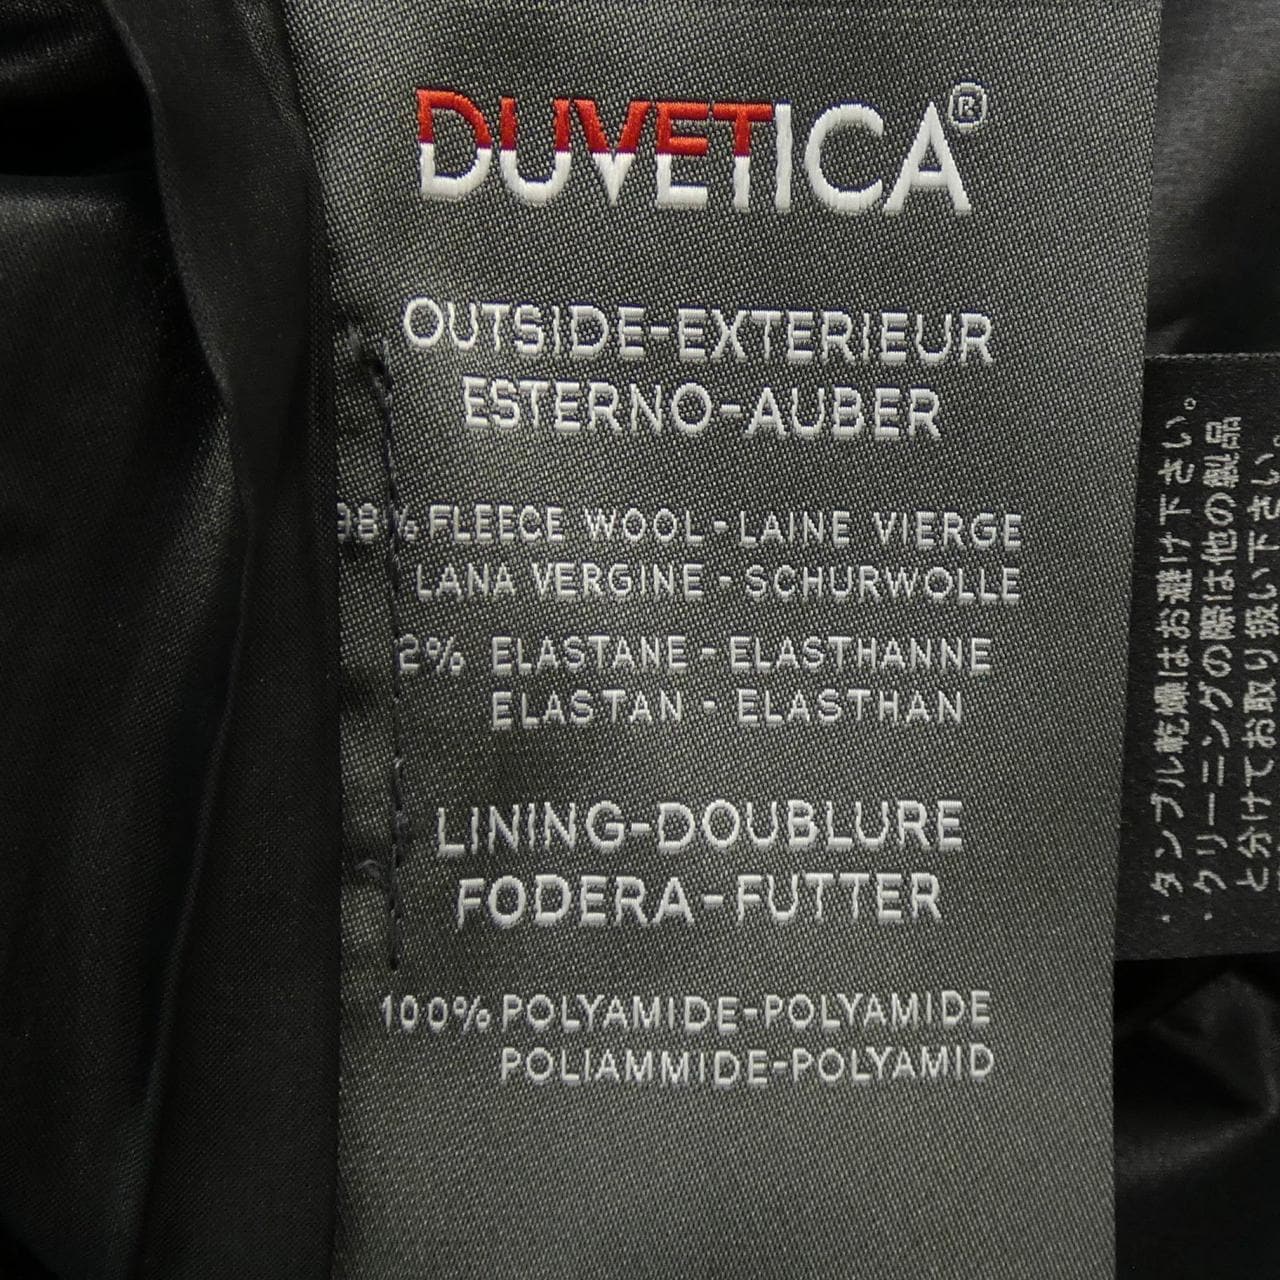 DUVETICA®
OUTSIDE-EXTERIEUR
ESTERNO-AUBER
98% FLEECE WOOL-LAINE VIERGE
LANA VERGINE - SCHURWOLLE
2% ELASTANE - ELASTHANNE
ELASTAN - ELASTHAN
LINING-DOUBLURE
FODERA-FUTTER
100% POLYAMIDE-POLYAMIDE
POLIAMMIDE-POLYAMID
・タンブル乾燥はお避け下さい。
・クリーニングの際は他の製品
と分けてお取り扱い下さい。